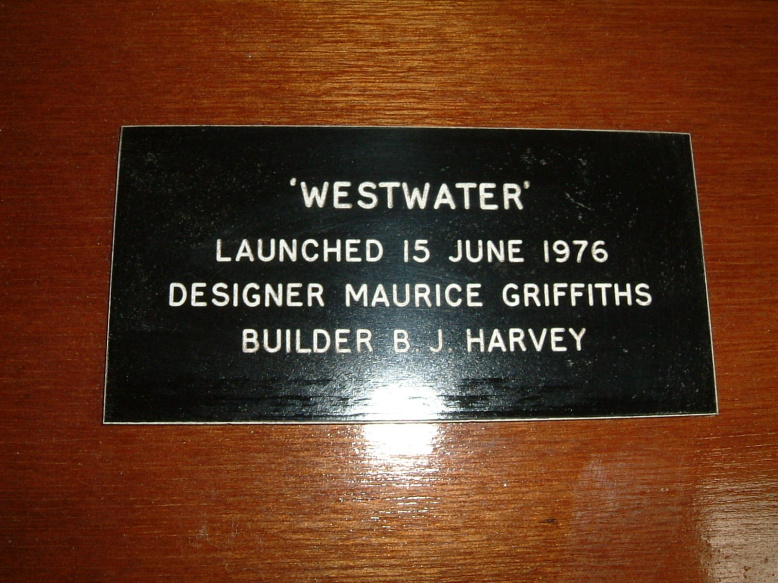 'WESTWATER'
LAUNCHED 15 JUNE 1976
DESIGNER MAURICE GRIFFITHS
BUILDER B. J. HARVEY